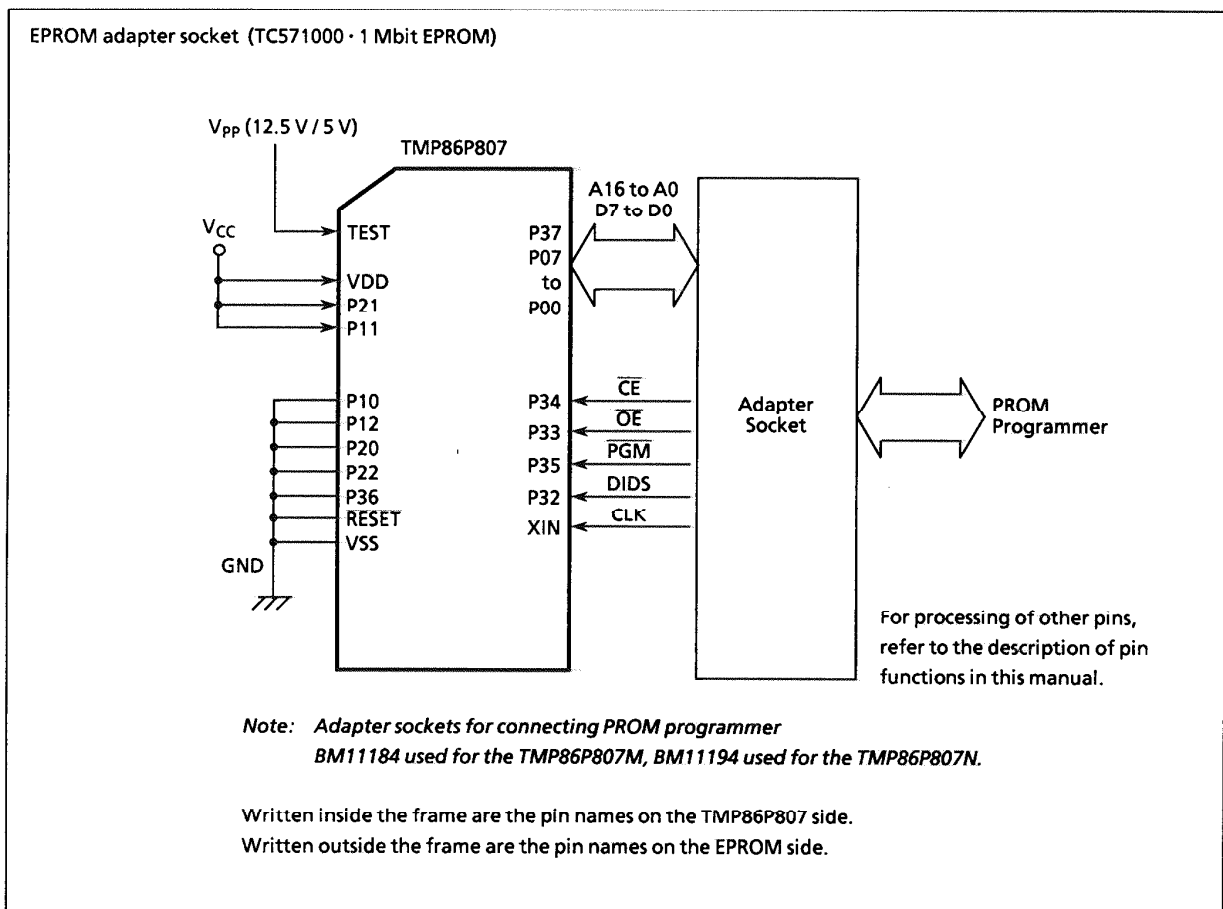 EPROM adapter socket (TC571000 · 1 Mbit EPROM)
VPP (12.5 V / 5 V)
TMP86P807
VCC
TEST
VDD
P21
P11
P10
P12
P20
P22
P36
RESET
VSS
GND
P37
P07
to
P00
P34
P33
P35
P32
XIN
A16 to A0
D7 to D0
CE
OE
PGM
DIDS
CLK
Adapter
Socket
PROM
Programmer
For processing of other pins,
refer to the description of pin
functions in this manual.
Note: Adapter sockets for connecting PROM programmer
BM11184 used for the TMP86P807M, BM11194 used for the TMP86P807N.
Written inside the frame are the pin names on the TMP86P807 side.
Written outside the frame are the pin names on the EPROM side.